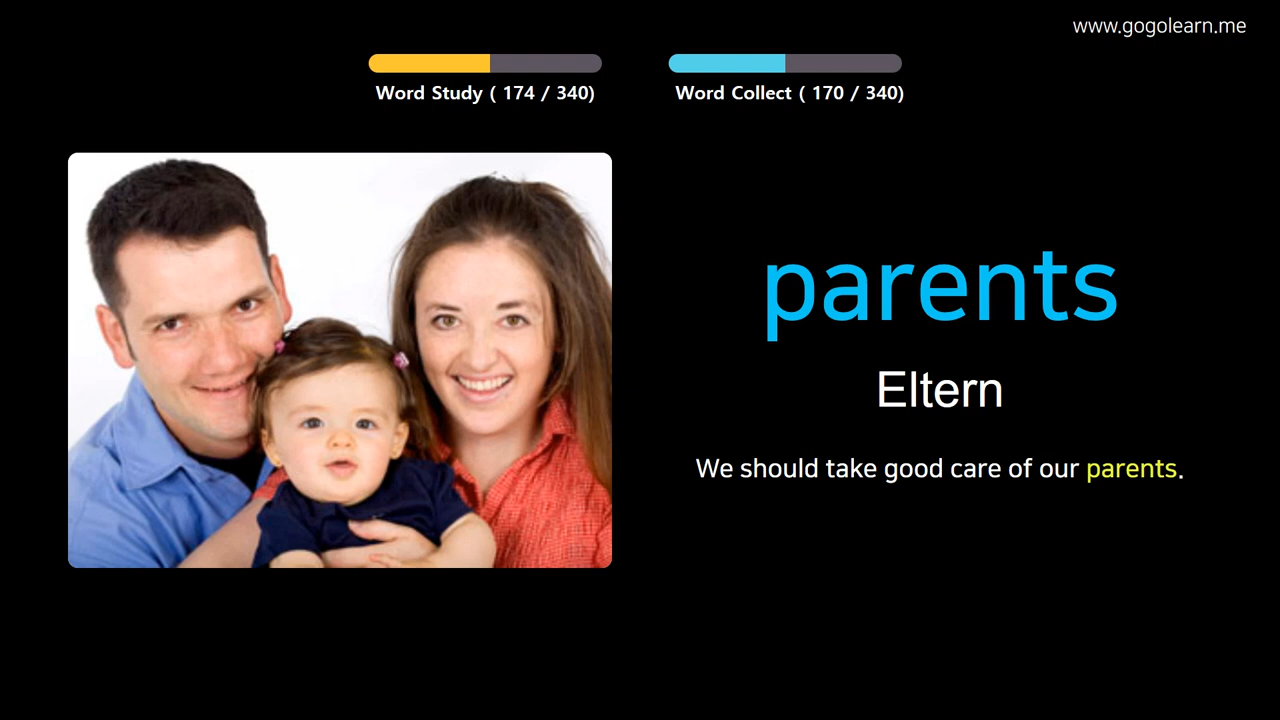 www.gogolearn.me
Word Study ( 174 / 340)
Word Collect ( 170 / 340)
parents
Eltern
We should take good care of our parents.